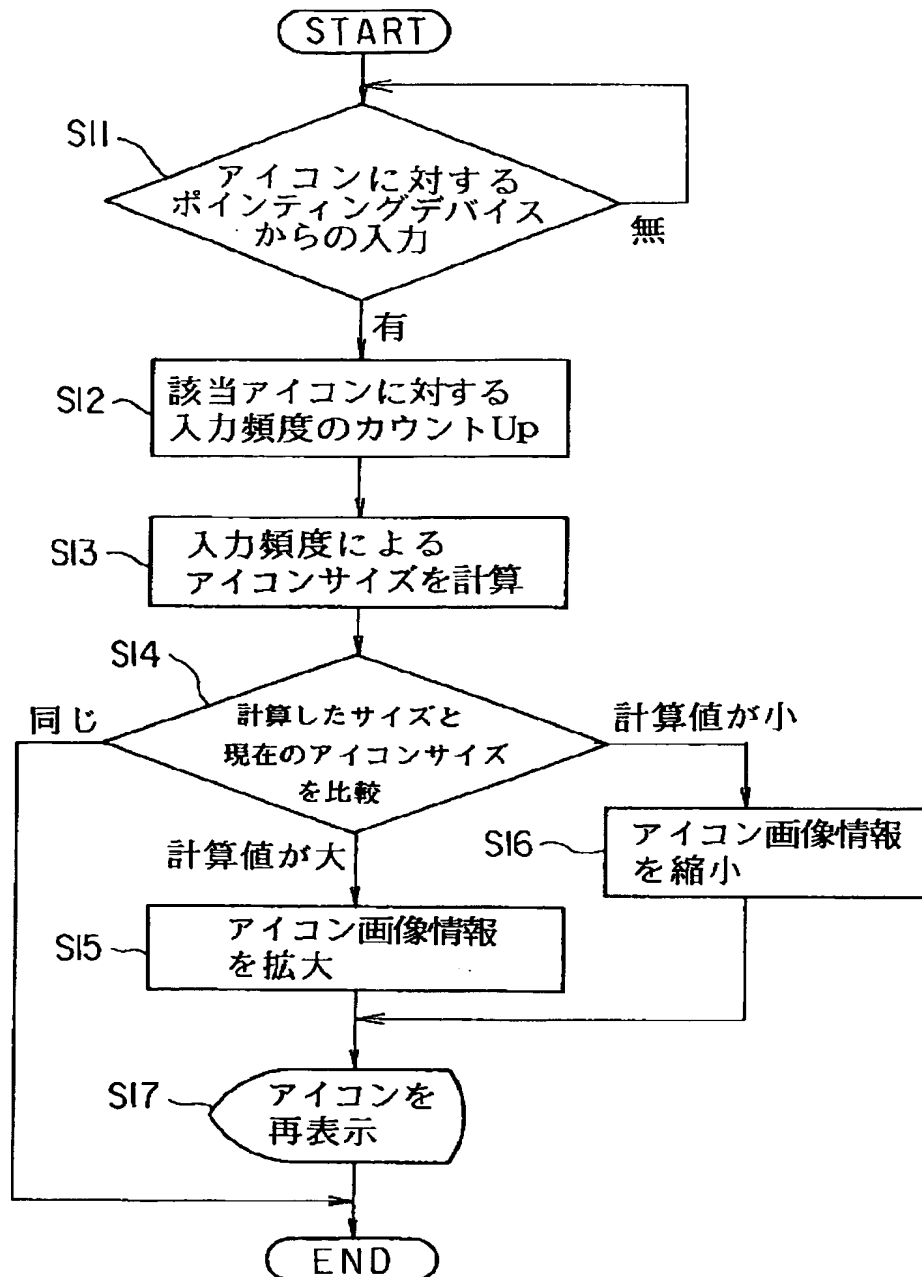 START
S11
アイコンに対する
ポインティングデバイス
からの入力
無
有
S12
該当アイコンに対する
入力頻度のカウントUp
S13
入力頻度による
アイコンサイズを計算
S14
同じ
計算したサイズと
現在のアイコンサイズ
を比較
計算値が小
計算値が大
S16
アイコン画像情報
を縮小
S15
アイコン画像情報
を拡大
S17
アイコンを
再表示
END